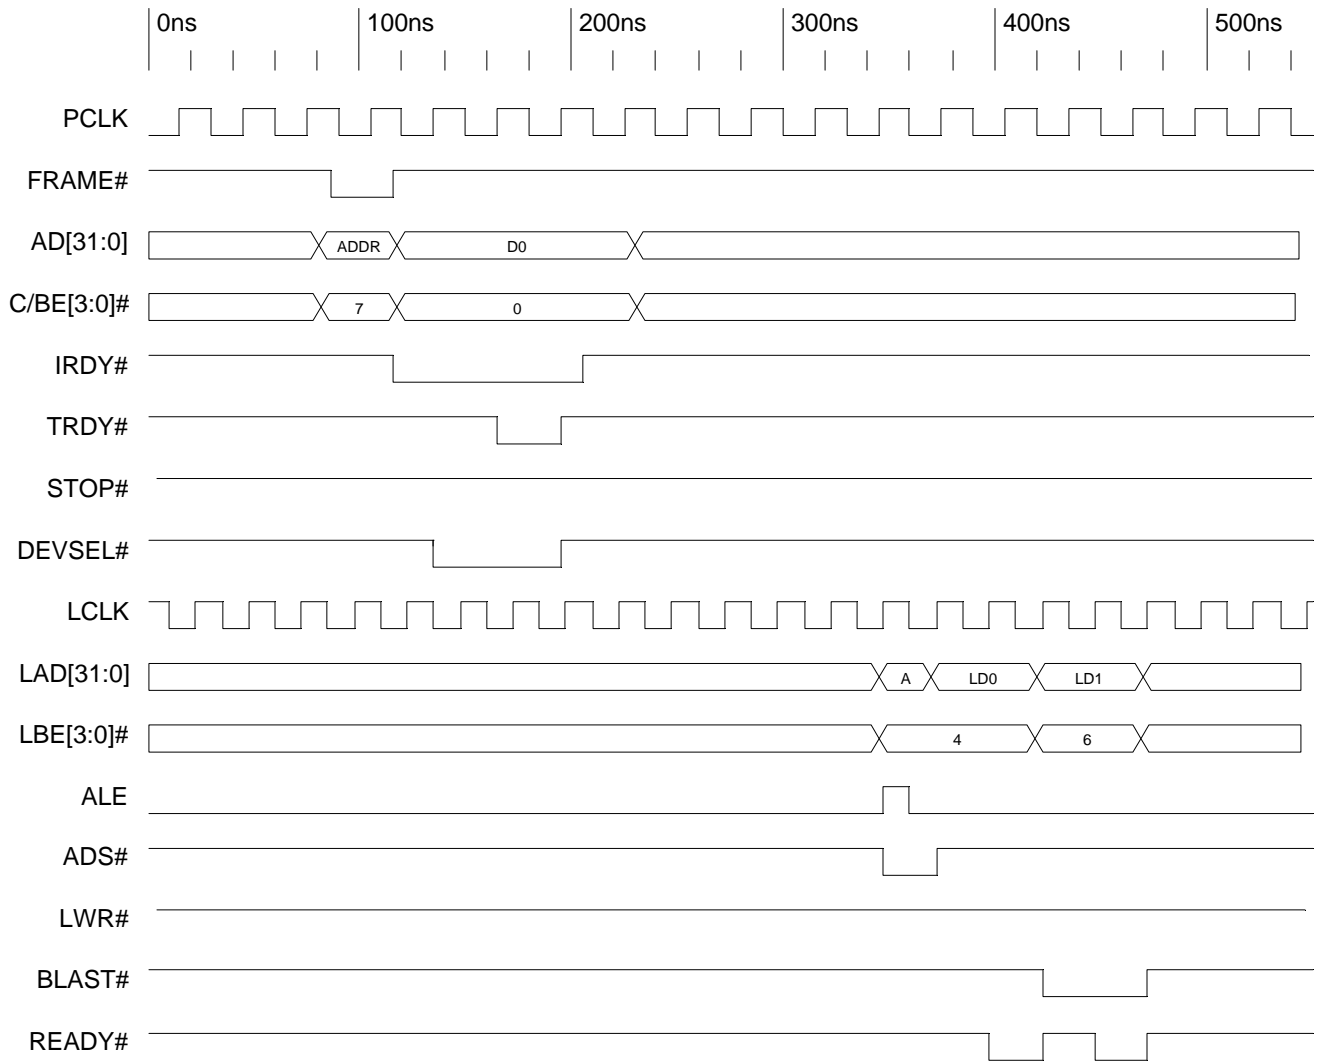 0ns 100ns 200ns 300ns 400ns 500ns
PCLK
FRAME#
AD[31:0] ADDR D0
C/BE[3:0]# 7 0
IRDY#
TRDY#
STOP#
DEVSEL#
LCLK
LAD[31:0] A LD0 LD1
LBE[3:0]# 4 6
ALE
ADS#
LWR#
BLAST#
READY#